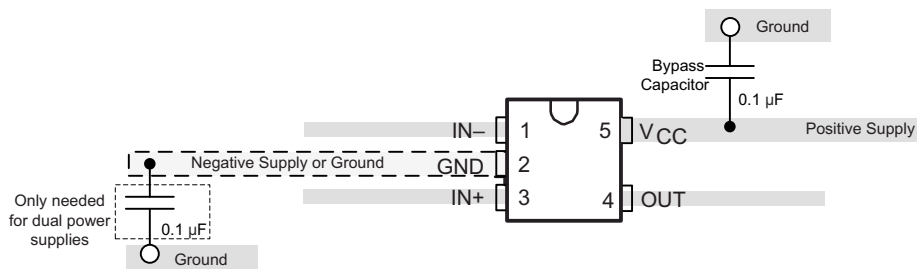 Ground
Bypass
Capacitor
0.1 µF
IN–
1
5
VCC
Positive Supply
Negative Supply or Ground
GND
2
IN+
3
4
OUT
Only needed
for dual power
supplies
0.1 µF
Ground